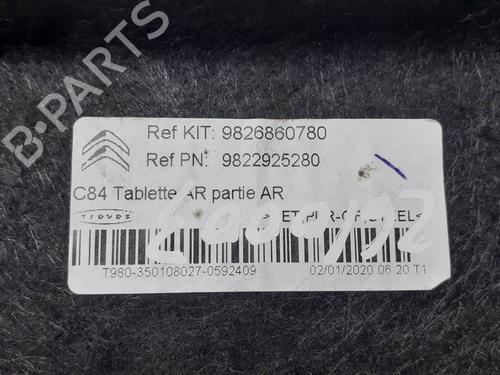 B-PARTS
Ref KIT: 9826860780
Ref PN: 9822925280
C84 Tablette AR partie AR
T980-350108027-0592409
02/01/2020 06 20 T1